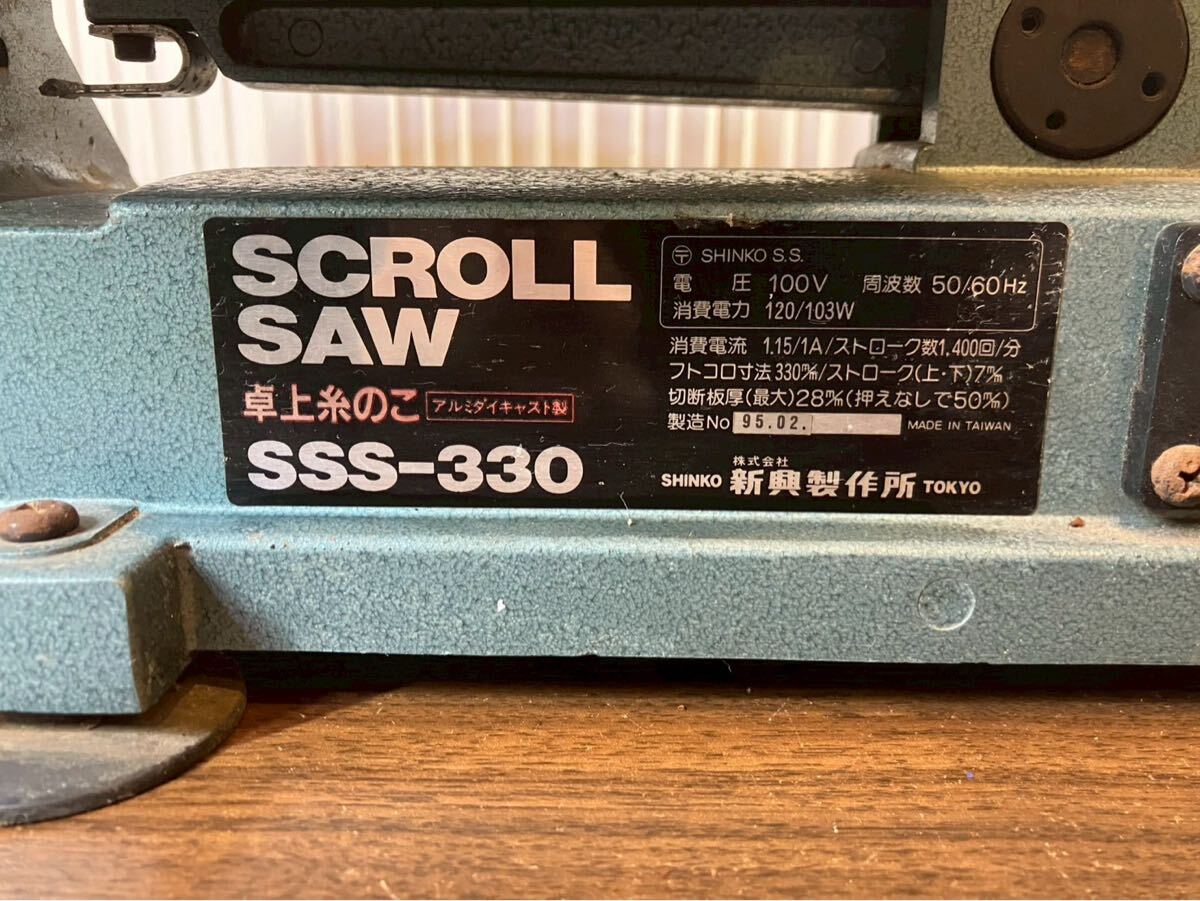 SCROLL
SAW
卓上糸のこ アルミダイキャスト製
SSS-330
〒 SHINKO S.S.
電圧 100V 周波数 50/60Hz
消費電力 120/103W
消費電流 1.15/1A/ストローク数1,400回/分
フトコロ寸法330㎜/ストローク(上・下)7㎜
切断板厚(最大)28㎜(押えなしで50㎜)
製造No 95.02. MADE IN TAIWAN
SHINKO 株式会社 新興製作所 TOKYO